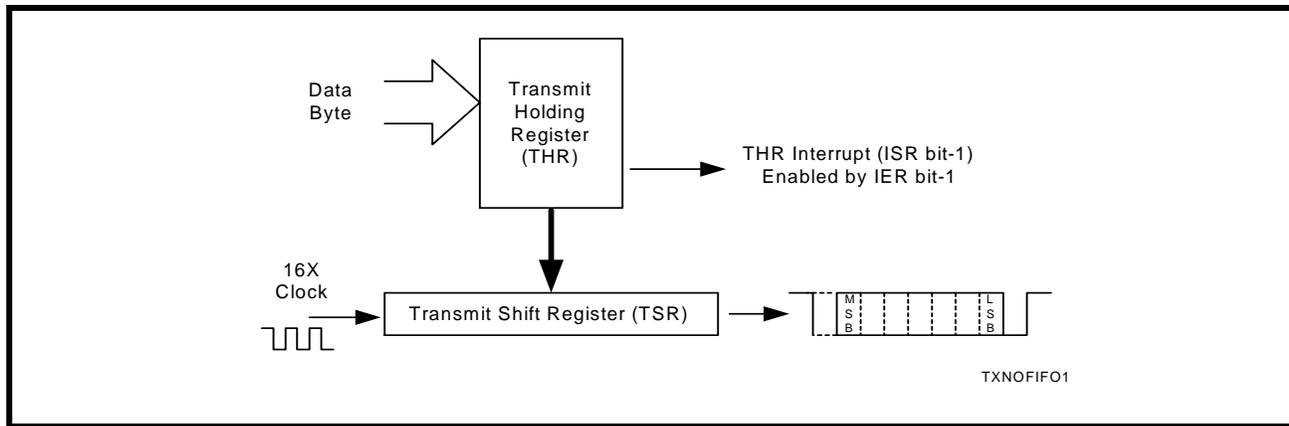 Data
Byte
Transmit
Holding
Register
(THR)
THR Interrupt (ISR bit-1)
Enabled by IER bit-1
16X
Clock
Transmit Shift Register (TSR)
M
S
B
L
S
B
TXNOFIFO1